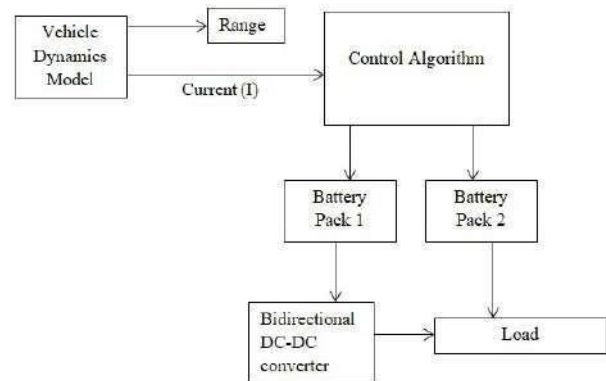 Vehicle
Dynamics
Model
Range
Current (I)
Control Algorithm
Battery
Pack 1
Battery
Pack 2
Bidirectional
DC-DC
converter
Load